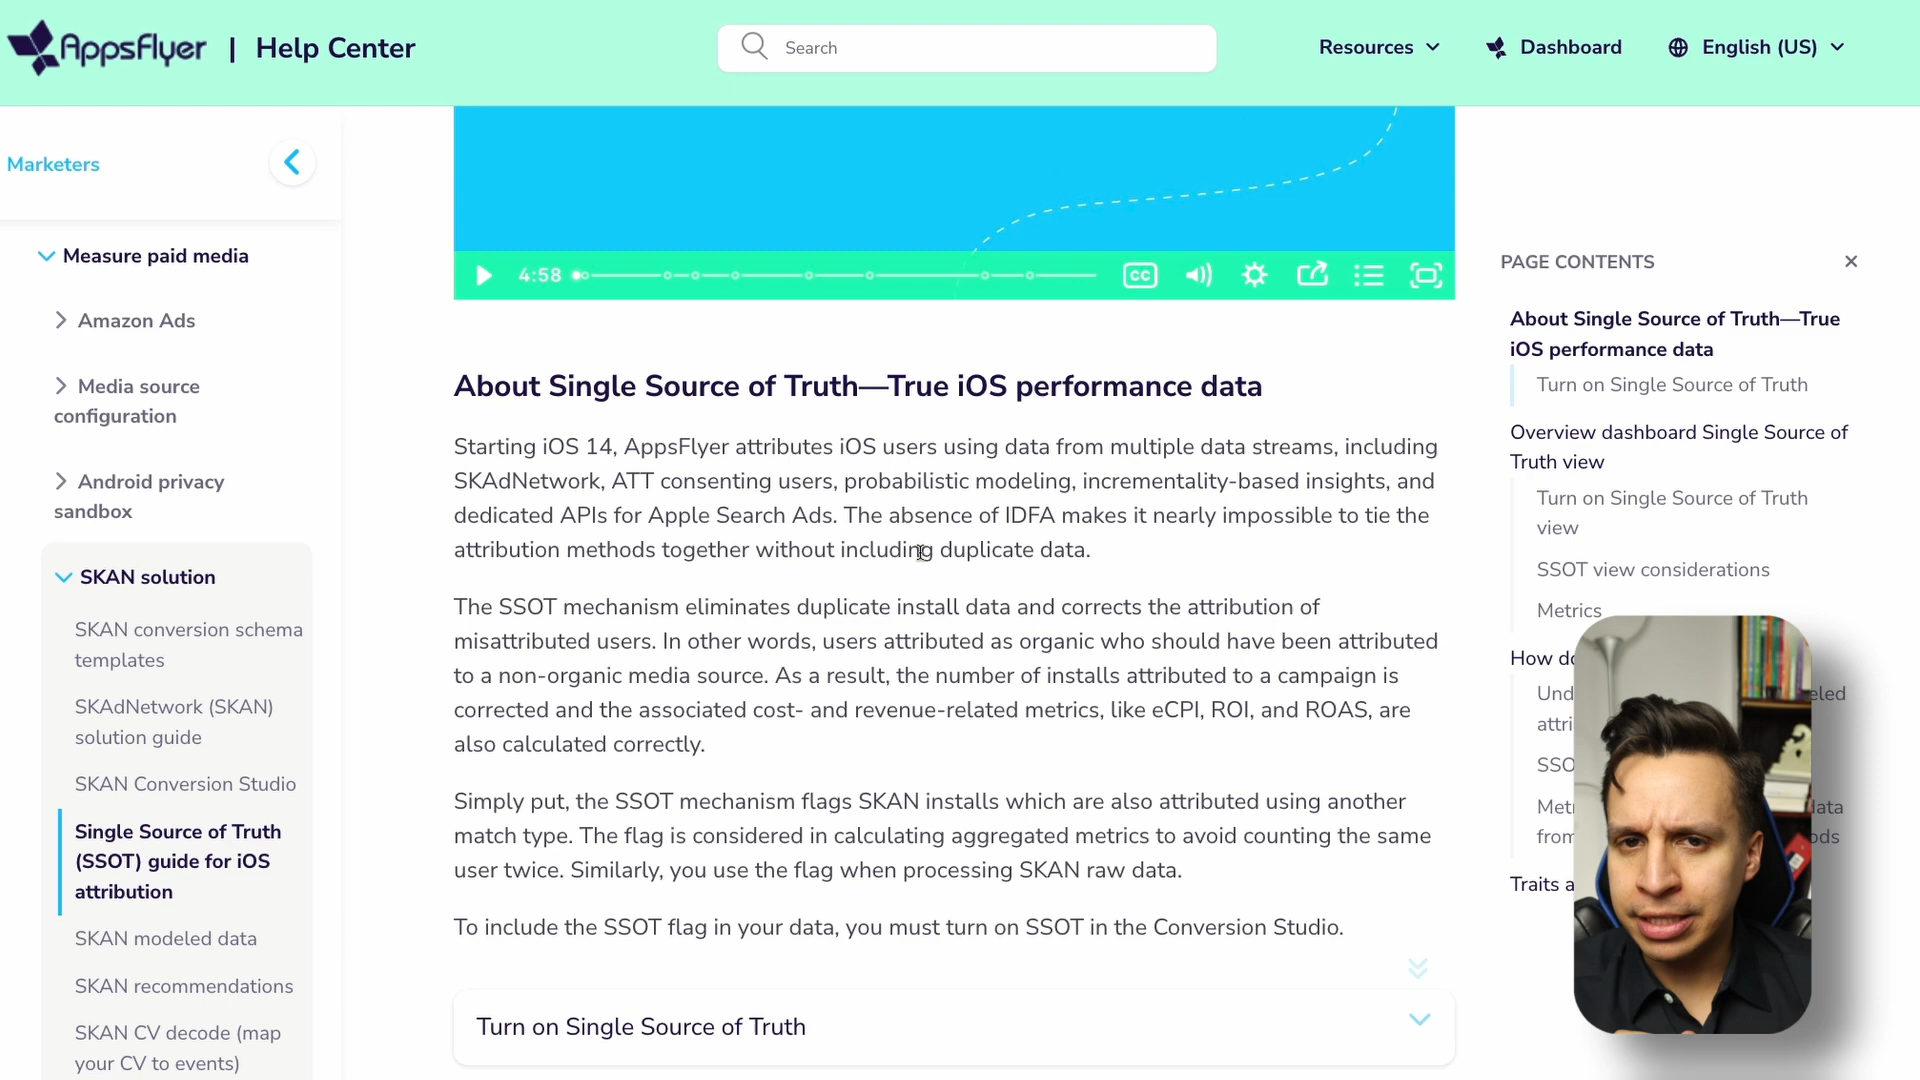 AppsFlyer | Help Center
Search
Resources
Dashboard
English (US)
Marketers
Measure paid media
Amazon Ads
Media source
configuration
Android privacy
sandbox
SKAN solution
SKAN conversion schema
templates
SKAdNetwork (SKAN)
solution guide
SKAN Conversion Studio
Single Source of Truth
(SSOT) guide for iOS
attribution
SKAN modeled data
SKAN recommendations
SKAN CV decode (map
your CV to events)
4:58
CC
About Single Source of Truth—True iOS performance data
Starting iOS 14, AppsFlyer attributes iOS users using data from multiple data streams, including
SKAdNetwork, ATT consenting users, probabilistic modeling, incrementality-based insights, and
dedicated APIs for Apple Search Ads. The absence of IDFA makes it nearly impossible to tie the
attribution methods together without including duplicate data.
The SSOT mechanism eliminates duplicate install data and corrects the attribution of
misattributed users. In other words, users attributed as organic who should have been attributed
to a non-organic media source. As a result, the number of installs attributed to a campaign is
corrected and the associated cost- and revenue-related metrics, like eCPI, ROI, and ROAS, are
also calculated correctly.
Simply put, the SSOT mechanism flags SKAN installs which are also attributed using another
match type. The flag is considered in calculating aggregated metrics to avoid counting the same
user twice. Similarly, you use the flag when processing SKAN raw data.
To include the SSOT flag in your data, you must turn on SSOT in the Conversion Studio.
Turn on Single Source of Truth
PAGE CONTENTS
About Single Source of Truth—True
iOS performance data
Turn on Single Source of Truth
Overview dashboard Single Source of
Truth view
Turn on Single Source of Truth
view
SSOT view considerations
Metrics
How do
Und
attri
SSO
Met
from
Traits a